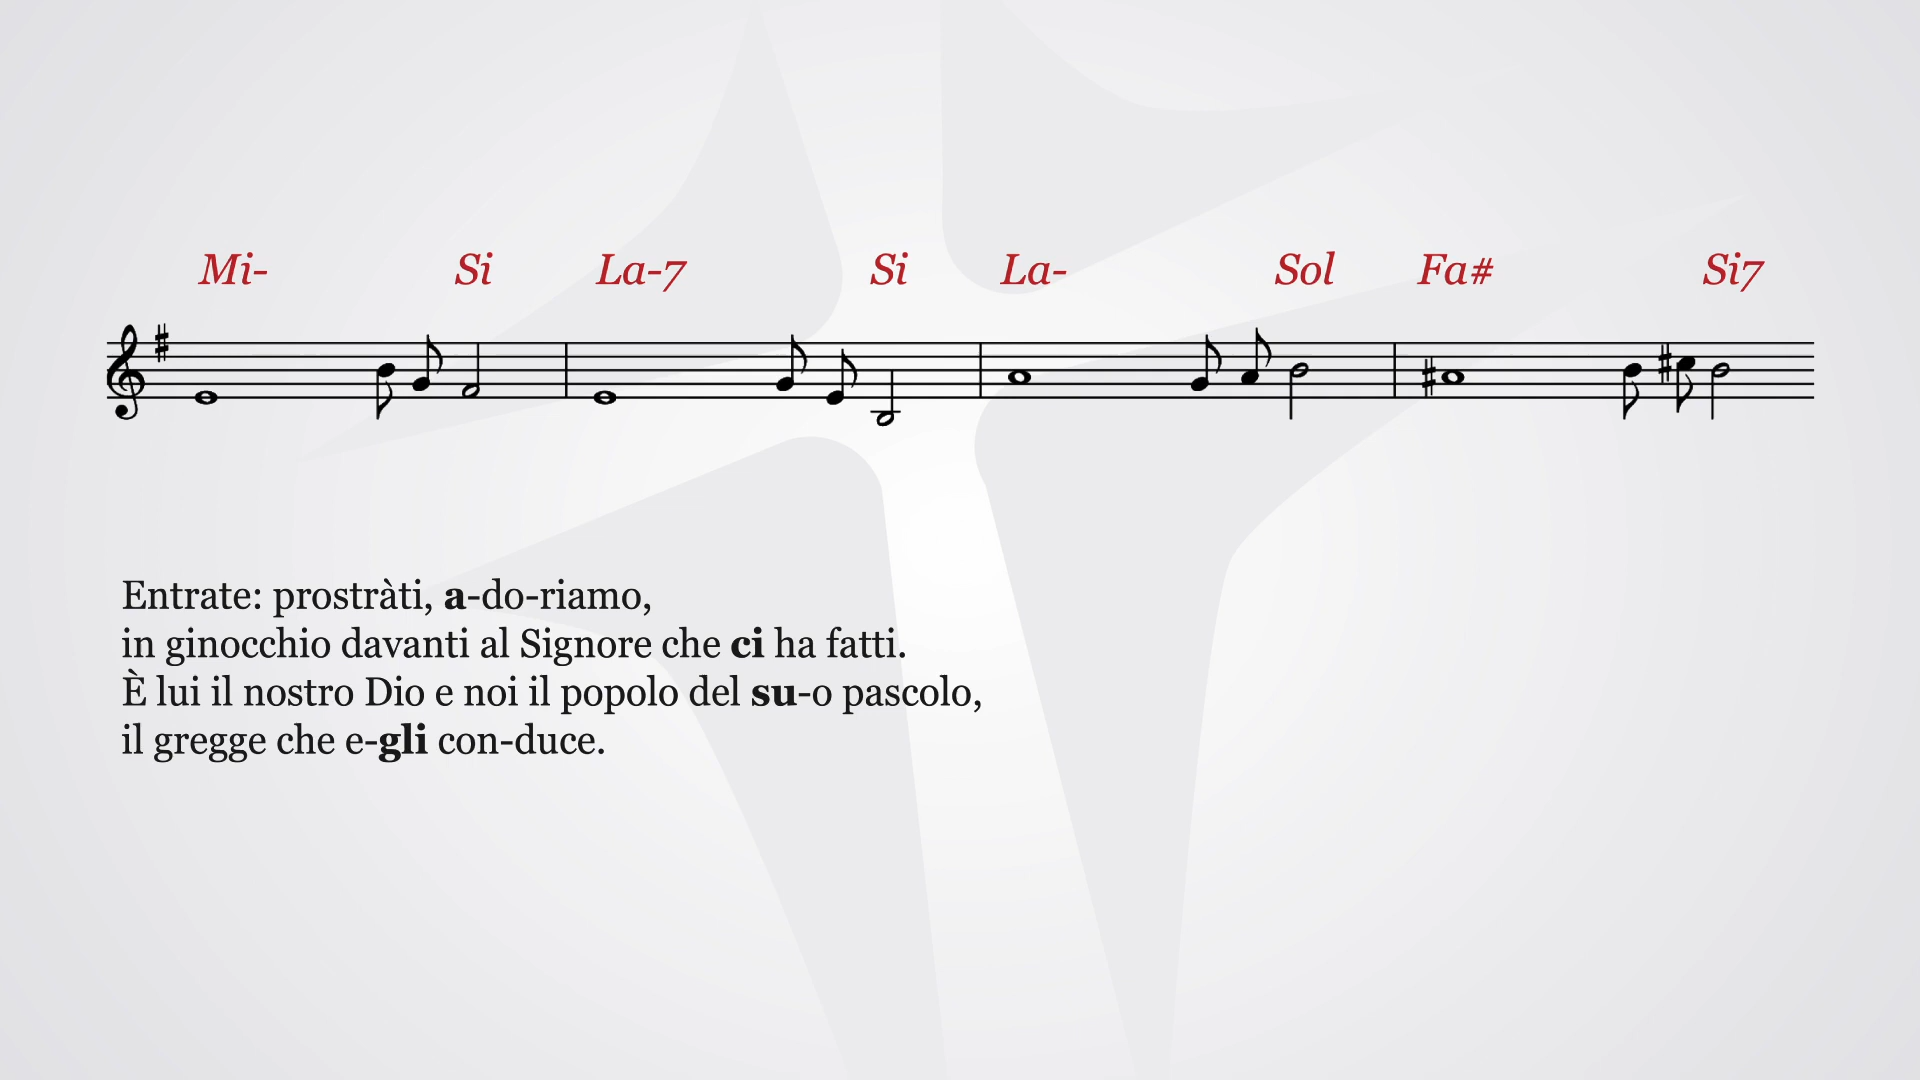 Mi- Si La-7 Si La- Sol Fa# Si7
Entrate: prostràti, a-do-riamo,
in ginocchio davanti al Signore che ci ha fatti.
È lui il nostro Dio e noi il popolo del su-o pascolo,
il gregge che e-gli con-duce.